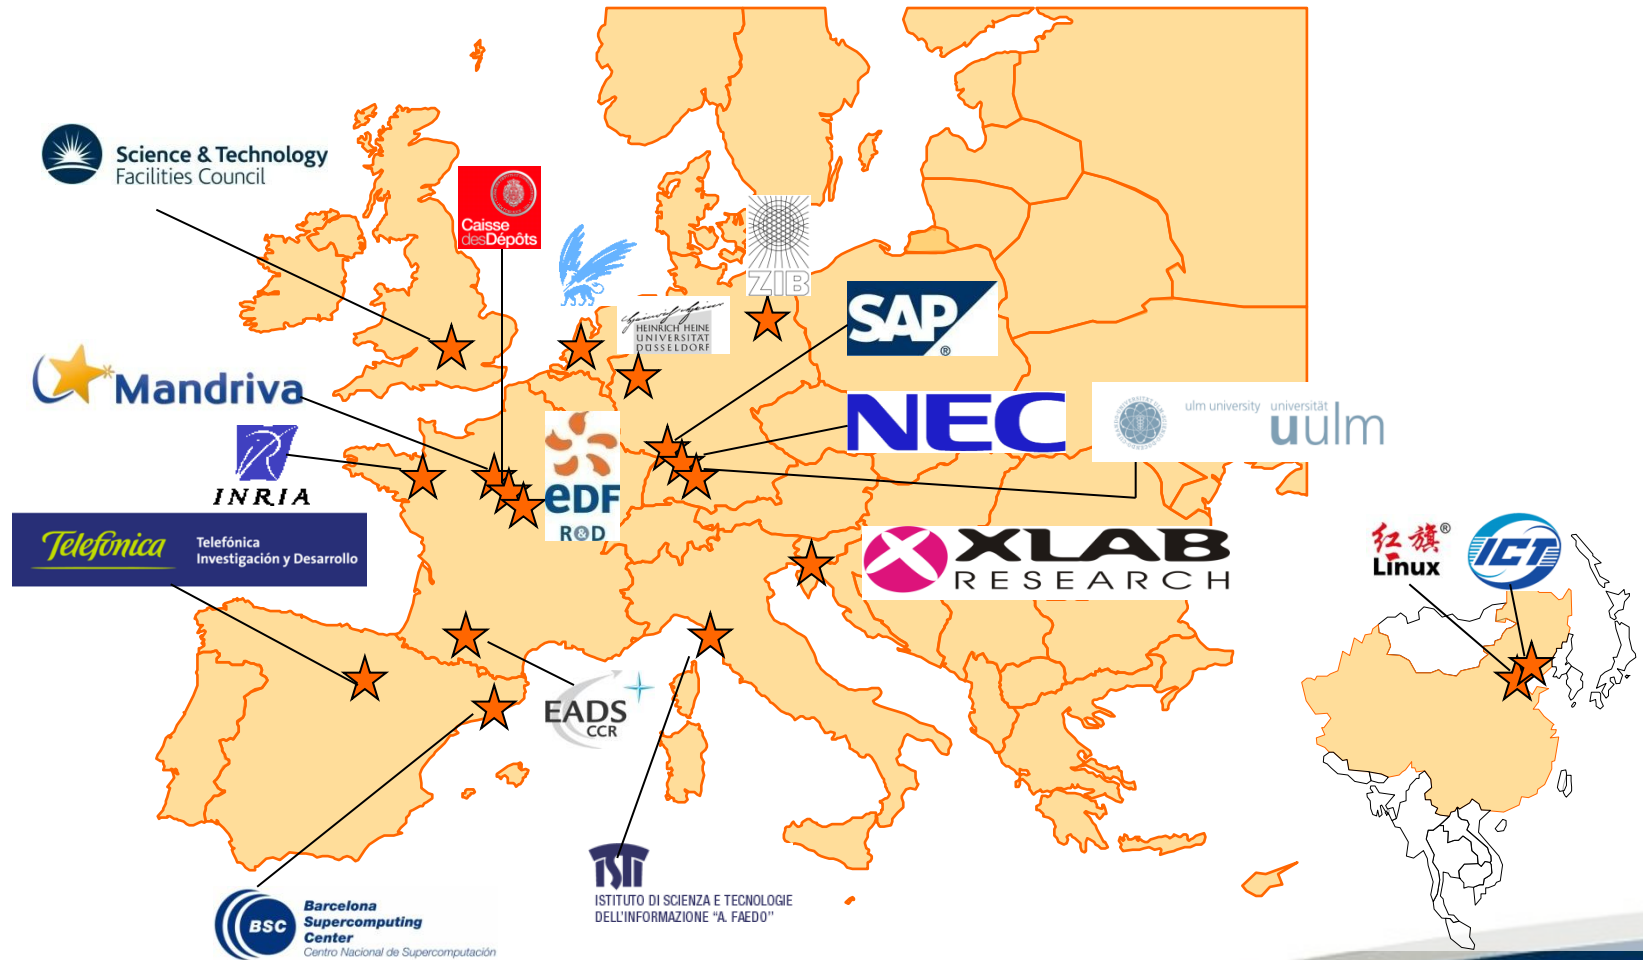 Science & Technology
Facilities Council
Caisse
desDépôts
ZIB
HEINRICH HEINE
UNIVERSITÄT
DÜSSELDORF
SAP
®
Mandriva
NEC
ulm university universität
uulm
INRIA
eDF
R&D
Telefónica
Telefónica
Investigación y Desarrollo
XLAB
RESEARCH
红旗®
Linux
ICT
EADS
CCR
ISTI
ISTITUTO DI SCIENZA E TECNOLOGIE
DELL'INFORMAZIONE "A. FAEDO"
BSC
Barcelona
Supercomputing
Center
Centro Nacional de Supercomputación